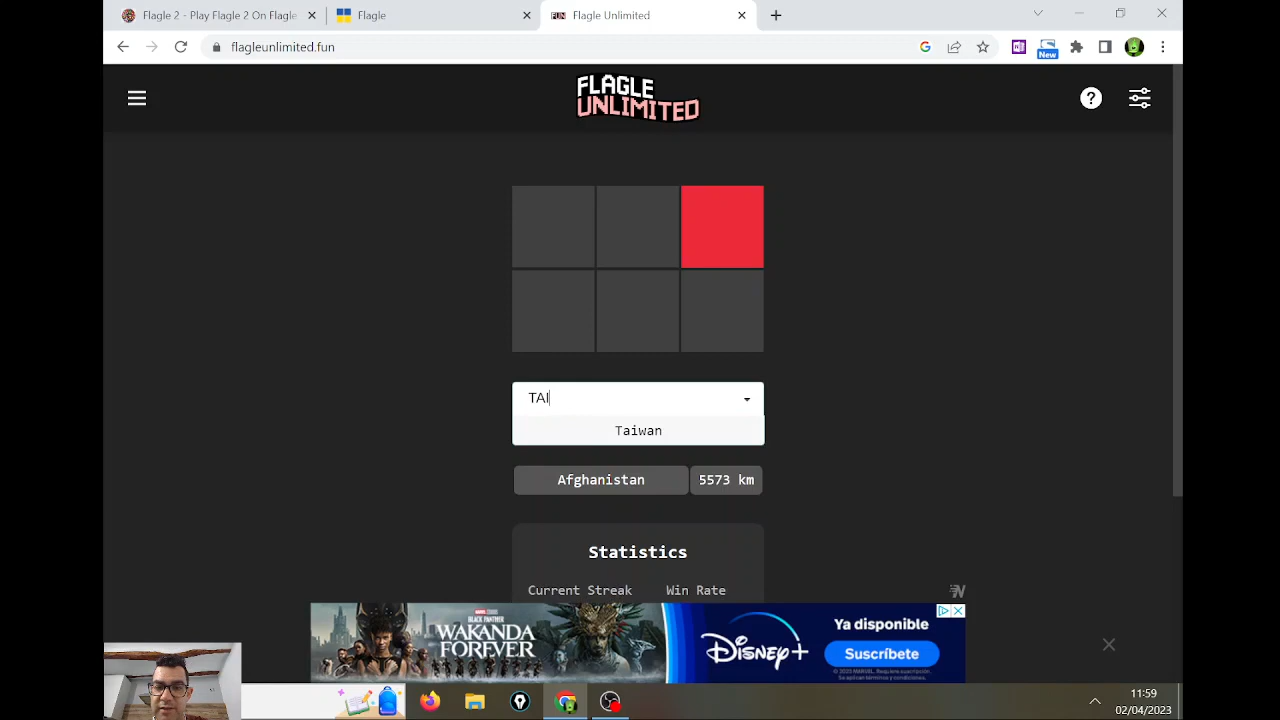 Flagle 2 - Play Flagle 2 On Flagle
Flagle
Flagle Unlimited
flagleunlimited.fun
New
FLAGLE
UNLIMITED
?
TAI
Taiwan
Afghanistan 5573 km
Statistics
Current Streak Win Rate
MARVEL STUDIOS
BLACK PANTHER
WAKANDA
FOREVER
Disney+
Ya disponible
Suscríbete
11:59
02/04/2023